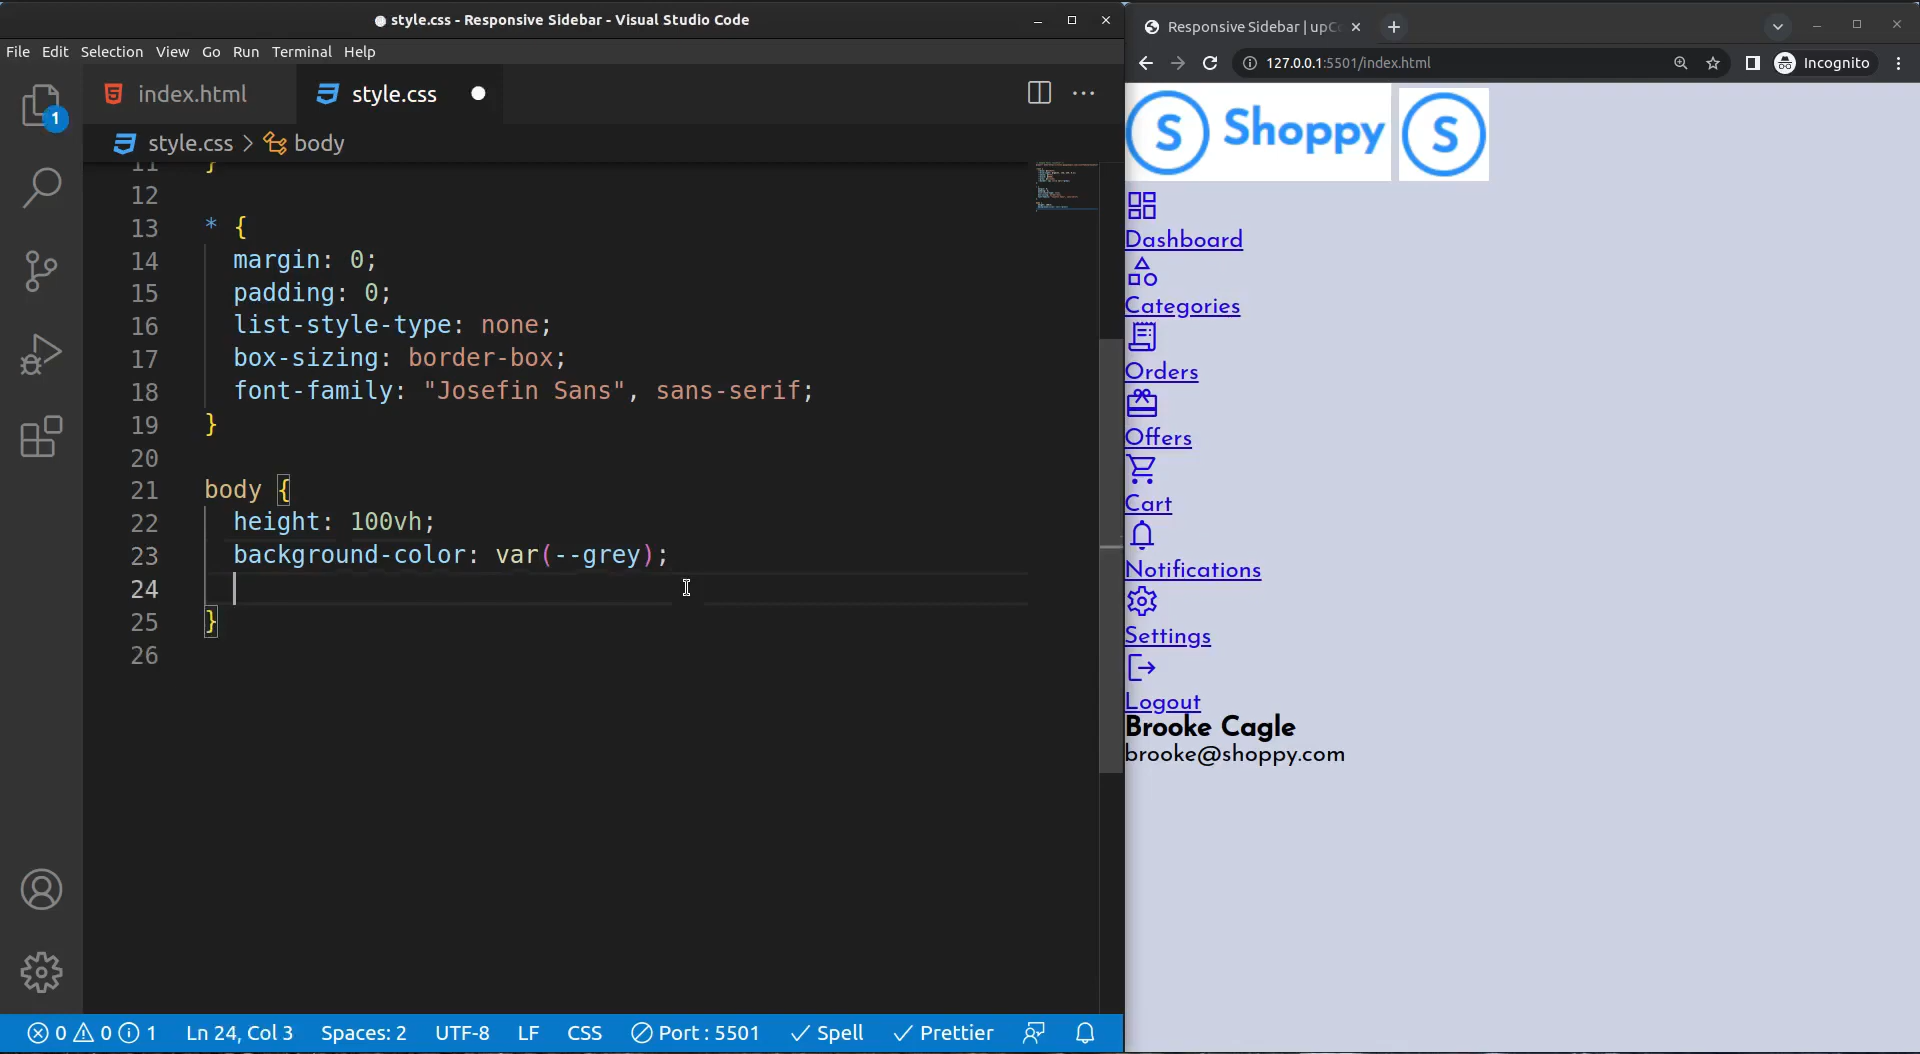 style.css - Responsive Sidebar - Visual Studio Code
File Edit Selection View Go Run Terminal Help
index.html style.css
style.css > body
11 }
12
13 * {
14 margin: 0;
15 padding: 0;
16 list-style-type: none;
17 box-sizing: border-box;
18 font-family: "Josefin Sans", sans-serif;
19 }
20
21 body {
22 height: 100vh;
23 background-color: var(--grey);
24
25 }
26
1
0 0 1 Ln 24, Col 3 Spaces: 2 UTF-8 LF CSS Port : 5501 Spell Prettier
Responsive Sidebar | upCo
127.0.0.1:5501/index.html Incognito
S Shoppy S
Dashboard
Categories
Orders
Offers
Cart
Notifications
Settings
Logout
Brooke Cagle
brooke@shoppy.com